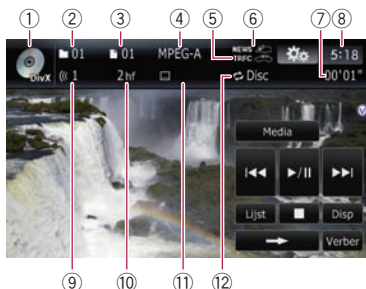 ① ② ③ ④ ⑤ ⑥ ⑦ ⑧
DivX 01 01 MPEG-A NEWS TRFC 5:18
1 2 hf Disc 00'01"
Media
Lijst Disp
Verber
⑨ ⑩ ⑪ ⑫